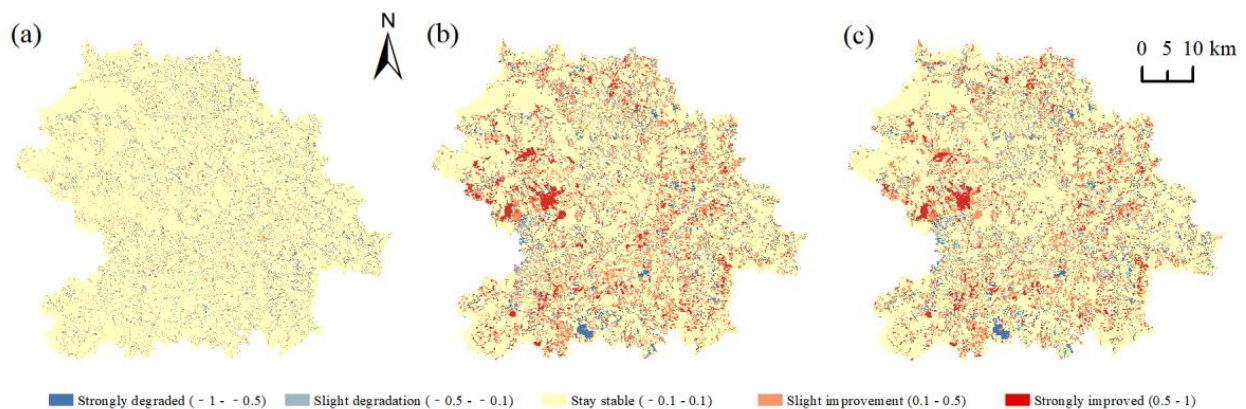 (a)
N
(b)
(c)
0 5 10 km
Strongly degraded (-1 - -0.5)
Slight degradation (-0.5 - -0.1)
Stay stable (-0.1 - 0.1)
Slight improvement (0.1 - 0.5)
Strongly improved (0.5 - 1)